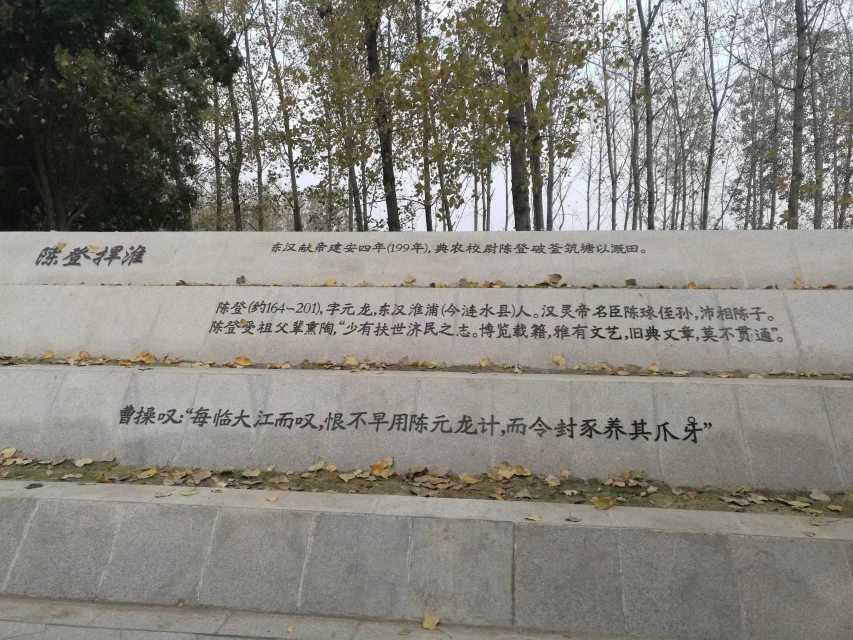 陈登捍淮
东汉献帝建安四年(199年),典农校尉陈登破釜筑塘以溉田。
陈登(约164-201),字元龙,东汉淮浦(今涟水县)人。汉灵帝名臣陈球侄孙,沛相陈子。
陈登受祖父辈熏陶,“少有扶世济民之志。博览载籍,雅有文艺,旧典文章,莫不贯通”。
曹操叹:“每临大江而叹,恨不早用陈元龙计,而令封豕养其爪牙”